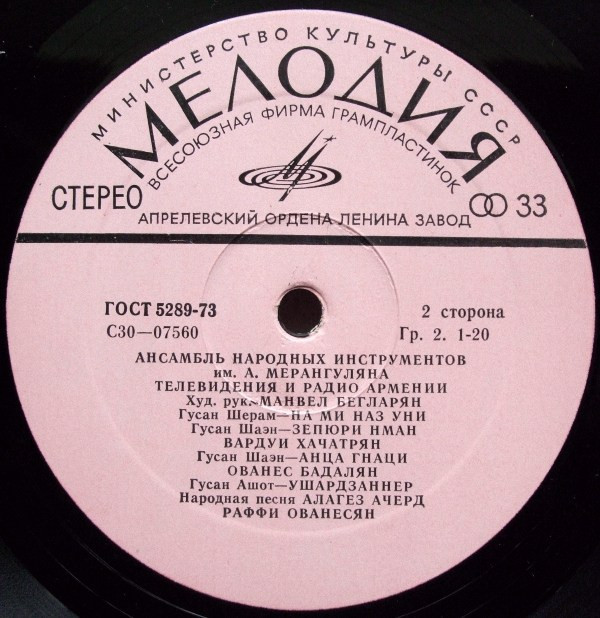 МИНИСТЕРСТВО КУЛЬТУРЫ СССР
МЕЛОДИЯ
ВСЕСОЮЗНАЯ ФИРМА ГРАМПЛАСТИНОК
СТЕРЕО
33
АПРЕЛЕВСКИЙ ОРДЕНА ЛЕНИНА ЗАВОД
ГОСТ 5289-73
2 сторона
С30—07560
Гр. 2. 1-20
АНСАМБЛЬ НАРОДНЫХ ИНСТРУМЕНТОВ
им. А. МЕРАНГУЛЯНА
ТЕЛЕВИДЕНИЯ И РАДИО АРМЕНИИ
Худ. рук.-МАНВЕЛ БЕГЛАРЯН
Гусан Шерам—НА МИ НАЗ УНИ
Гусан Шаэн—ЗЕПЮРИ НМАН
ВАРДУИ ХАЧАТРЯН
Гусан Шаэн—АНЦА ГНАЦИ
ОВАНЕС БАДАЛЯН
Гусан Ашот—УШАРДЗАННЕР
Народная песня АЛАГЕЗ АЧЕРД
РАФФИ ОВАНЕСЯН